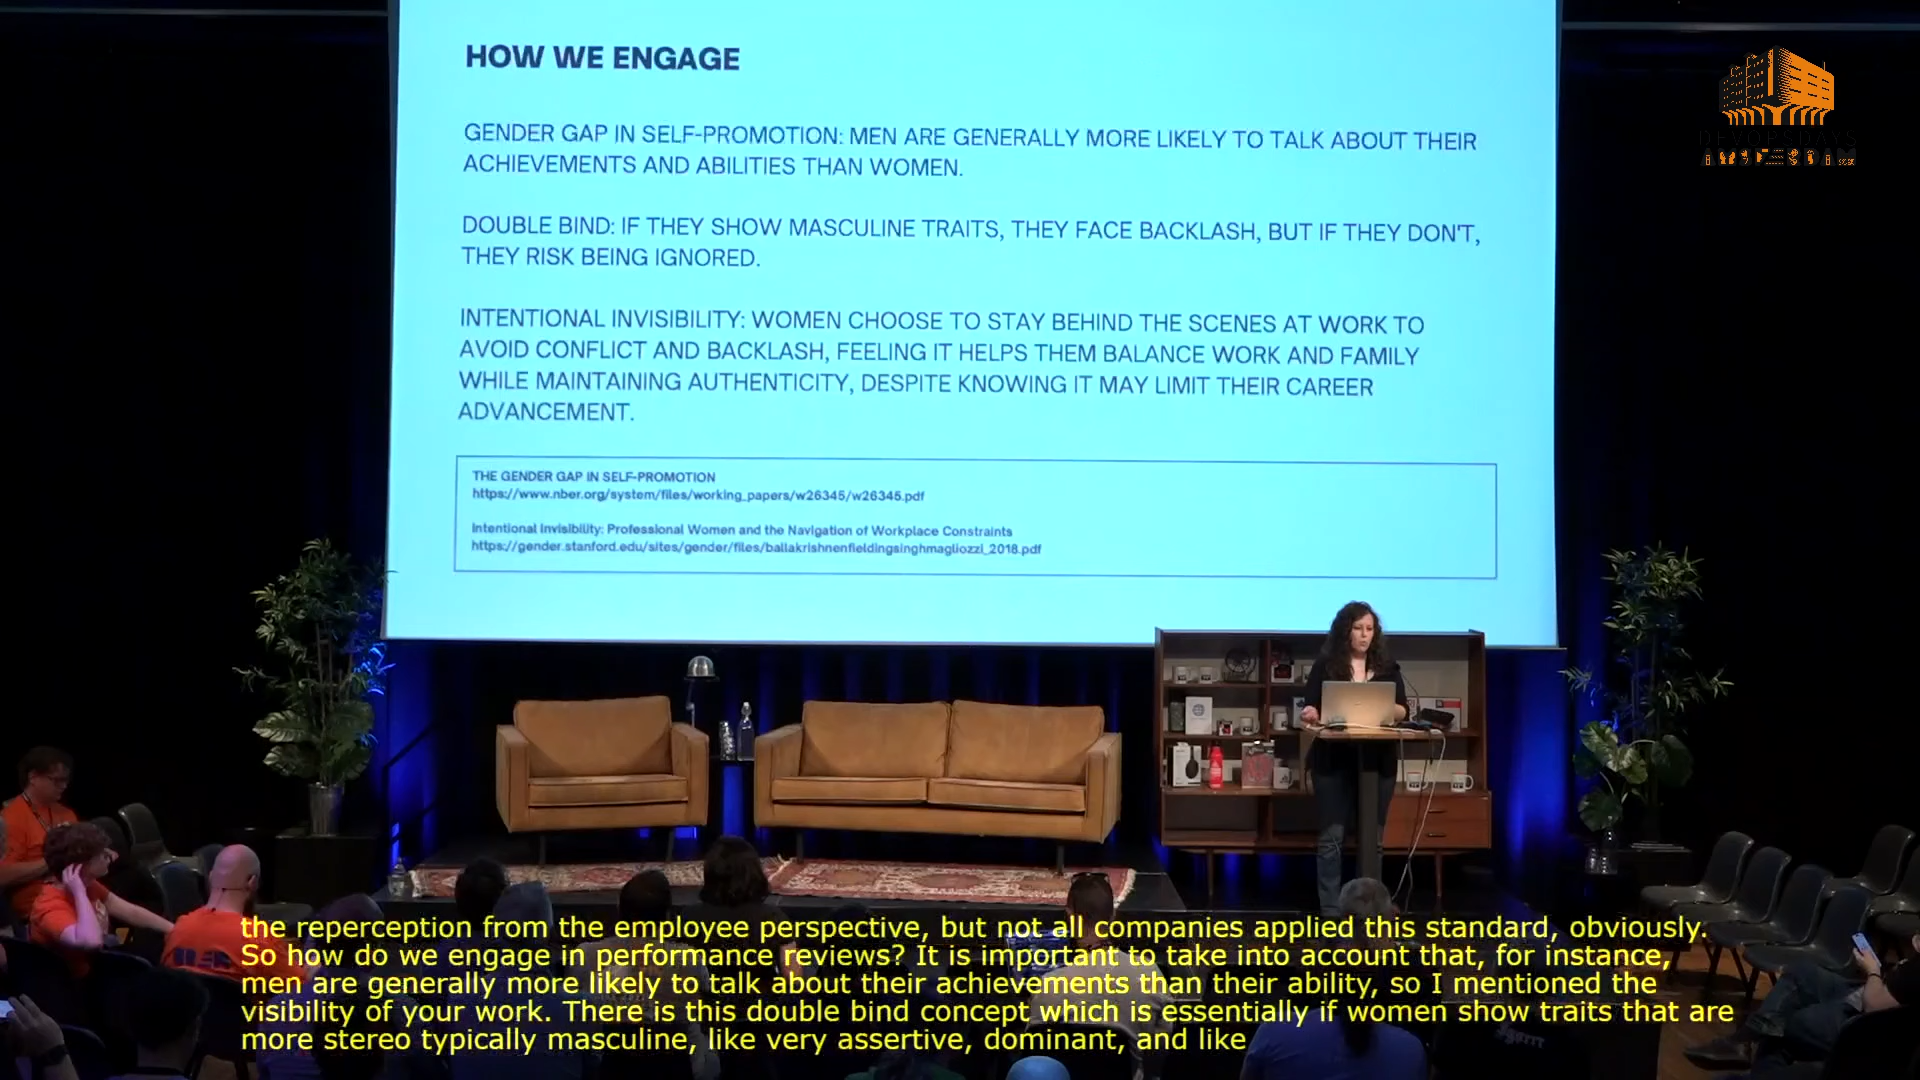 HOW WE ENGAGE
GENDER GAP IN SELF-PROMOTION: MEN ARE GENERALLY MORE LIKELY TO TALK ABOUT THEIR
ACHIEVEMENTS AND ABILITIES THAN WOMEN.
DOUBLE BIND: IF THEY SHOW MASCULINE TRAITS, THEY FACE BACKLASH, BUT IF THEY DON'T,
THEY RISK BEING IGNORED.
INTENTIONAL INVISIBILITY: WOMEN CHOOSE TO STAY BEHIND THE SCENES AT WORK TO
AVOID CONFLICT AND BACKLASH, FEELING IT HELPS THEM BALANCE WORK AND FAMILY
WHILE MAINTAINING AUTHENTICITY, DESPITE KNOWING IT MAY LIMIT THEIR CAREER
ADVANCEMENT.
THE GENDER GAP IN SELF-PROMOTION
https://www.nber.org/system/files/working_papers/w26345/w26345.pdf
Intentional Invisibility: Professional Women and the Navigation of Workplace Constraints
https://gender.stanford.edu/sites/gender/files/ballakrishnenfieldingsinghmagliozzi_2018.pdf
DEVOPSDAYS
AMSTERDAM
the reperception from the employee perspective, but not all companies applied this standard, obviously.
So how do we engage in performance reviews? It is important to take into account that, for instance,
men are generally more likely to talk about their achievements than their ability, so I mentioned the
visibility of your work. There is this double bind concept which is essentially if women show traits that are
more stereo typically masculine, like very assertive, dominant, and like